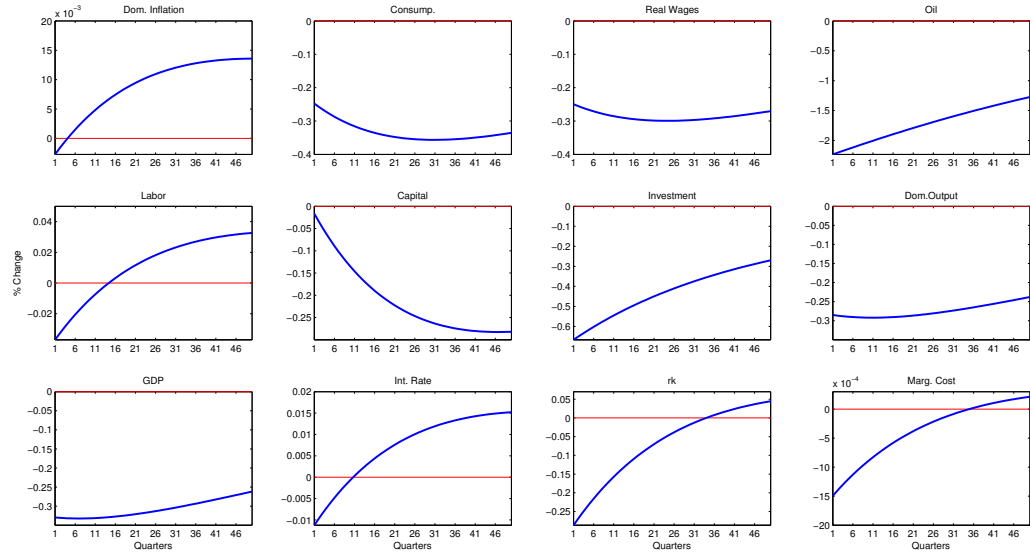 Dom. Inflation
Consump.
Real Wages
Oil
x 10⁻³
20
15
10
5
0
1 6 11 16 21 26 31 36 41 46
0
−0.1
−0.2
−0.3
−0.4
1 6 11 16 21 26 31 36 41 46
0
−0.1
−0.2
−0.3
−0.4
1 6 11 16 21 26 31 36 41 46
0
−0.5
−1
−1.5
−2
1 6 11 16 21 26 31 36 41 46
Labor
Capital
Investment
Dom.Output
% Change
0.04
0.02
0
−0.02
1 6 11 16 21 26 31 36 41 46
0
−0.05
−0.1
−0.15
−0.2
−0.25
1 6 11 16 21 26 31 36 41 46
0
−0.1
−0.2
−0.3
−0.4
−0.5
−0.6
1 6 11 16 21 26 31 36 41 46
0
−0.05
−0.1
−0.15
−0.2
−0.25
−0.3
1 6 11 16 21 26 31 36 41 46
GDP
Int. Rate
rk
Marg. Cost
0
−0.05
−0.1
−0.15
−0.2
−0.25
−0.3
1 6 11 16 21 26 31 36 41 46
Quarters
0.02
0.015
0.01
0.005
0
−0.005
−0.01
1 6 11 16 21 26 31 36 41 46
Quarters
0.05
0
−0.05
−0.1
−0.15
−0.2
−0.25
1 6 11 16 21 26 31 36 41 46
Quarters
x 10⁻⁴
0
−5
−10
−15
−20
1 6 11 16 21 26 31 36 41 46
Quarters